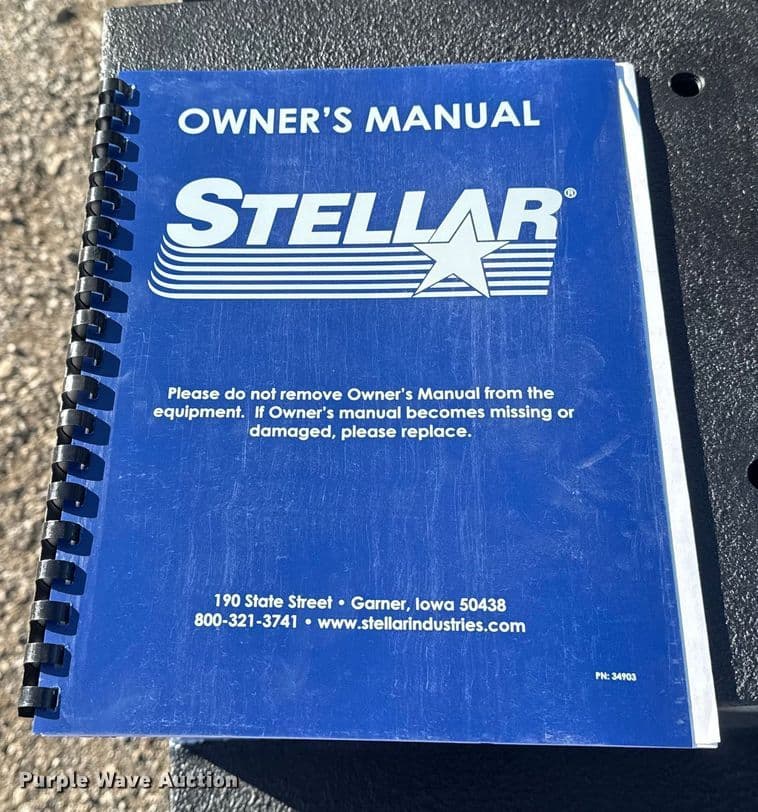 OWNER'S MANUAL
STELLAR®
Please do not remove Owner's Manual from the
equipment.  If Owner's manual becomes missing or
damaged, please replace.
190 State Street • Garner, Iowa 50438
800-321-3741 • www.stellarindustries.com
PN: 34903
Purple Wave Auction